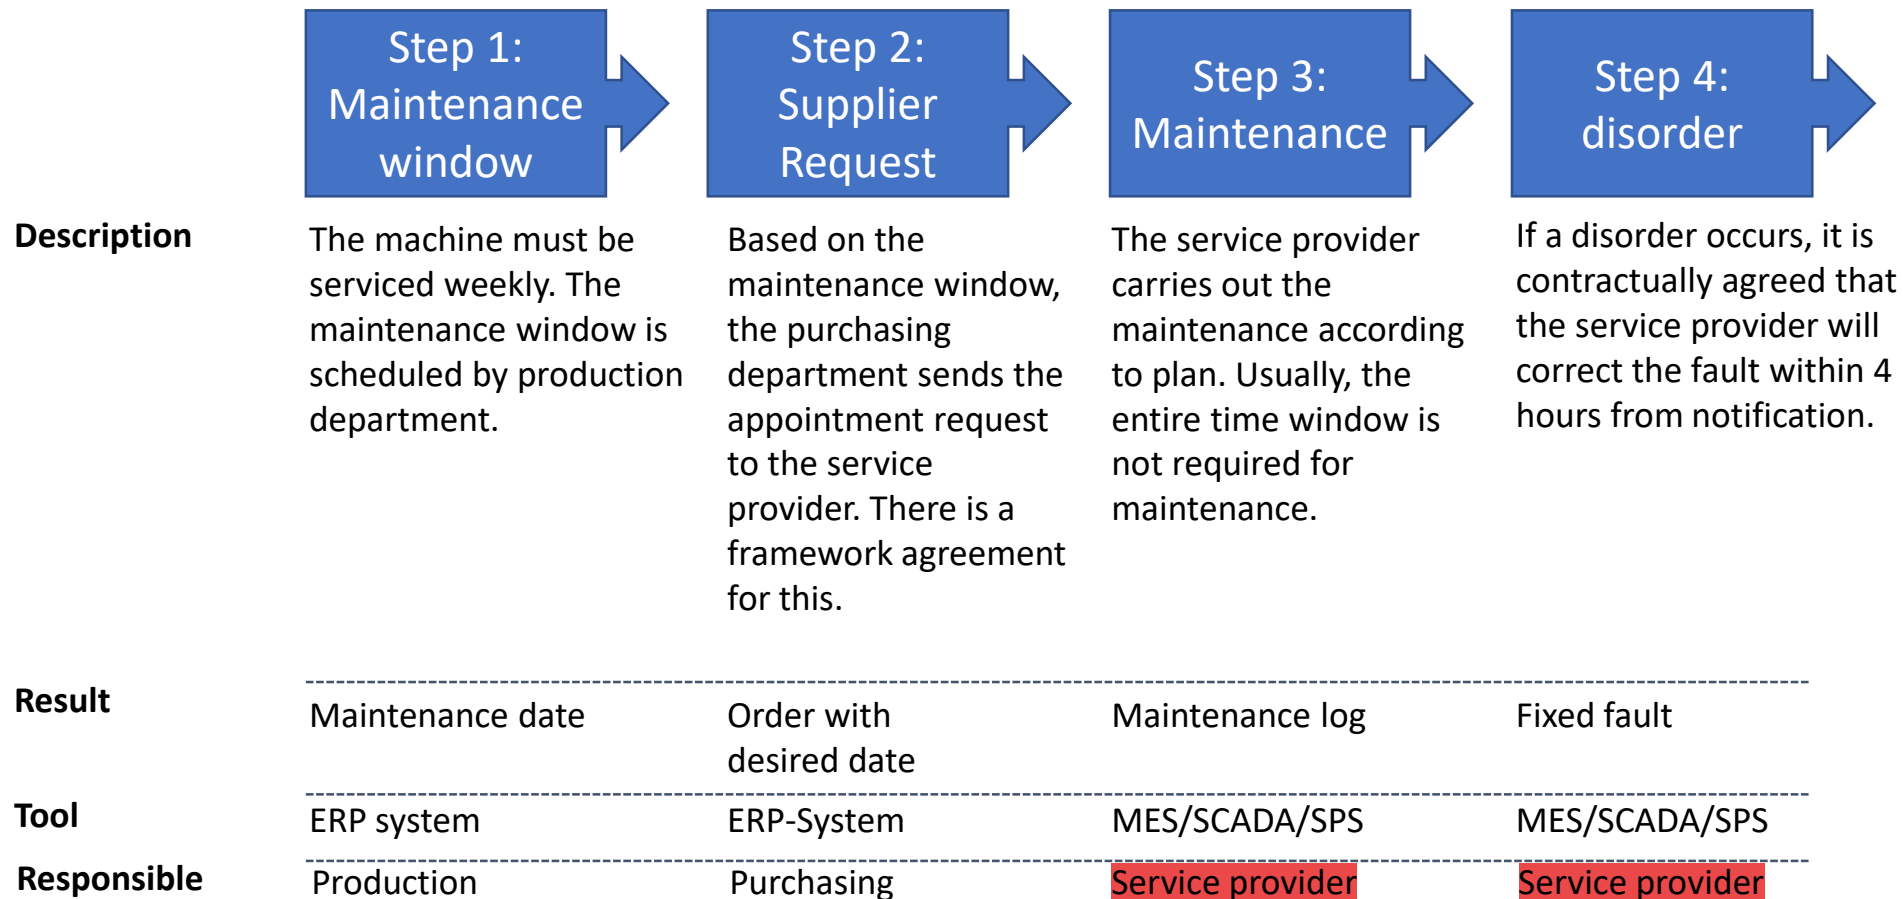 Step 1:
Maintenance
window
Step 2:
Supplier
Request
Step 3:
Maintenance
Step 4:
disorder
Description
The machine must be
serviced weekly. The
maintenance window is
scheduled by production
department.
Based on the
maintenance window,
the purchasing
department sends the
appointment request
to the service
provider. There is a
framework agreement
for this.
The service provider
carries out the
maintenance according
to plan. Usually, the
entire time window is
not required for
maintenance.
If a disorder occurs, it is
contractually agreed that
the service provider will
correct the fault within 4
hours from notification.
Result
Maintenance date
Order with
desired date
Maintenance log
Fixed fault
Tool
ERP system
ERP-System
MES/SCADA/SPS
MES/SCADA/SPS
Responsible
Production
Purchasing
Service provider
Service provider